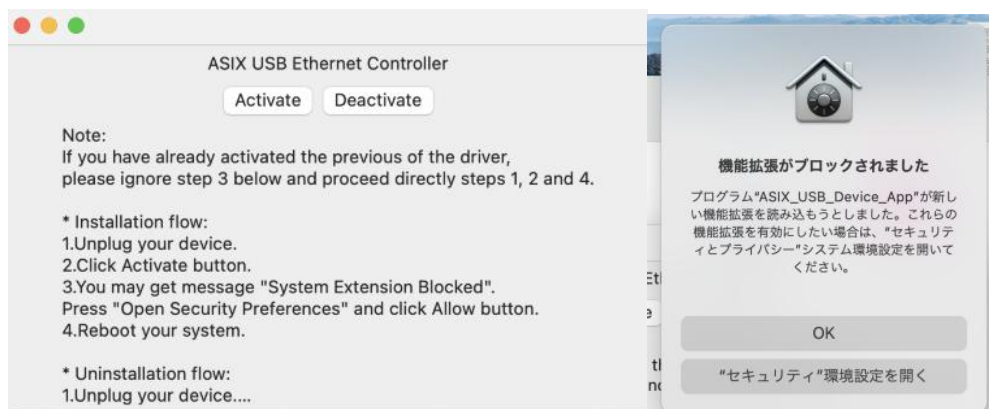 ASIX USB Ethernet Controller
Activate Deactivate
Note:
If you have already activated the previous of the driver,
please ignore step 3 below and proceed directly steps 1, 2 and 4.
* Installation flow:
1.Unplug your device.
2.Click Activate button.
3.You may get message "System Extension Blocked".
Press "Open Security Preferences" and click Allow button.
4.Reboot your system.
* Uninstallation flow:
1.Unplug your device....
機能拡張がブロックされました
プログラム“ASIX_USB_Device_App”が新し
い機能拡張を読み込もうとしました。これらの
機能拡張を有効にしたい場合は、“セキュリテ
ィとプライバシー”システム環境設定を開いて
ください。
OK
“セキュリティ”環境設定を開く